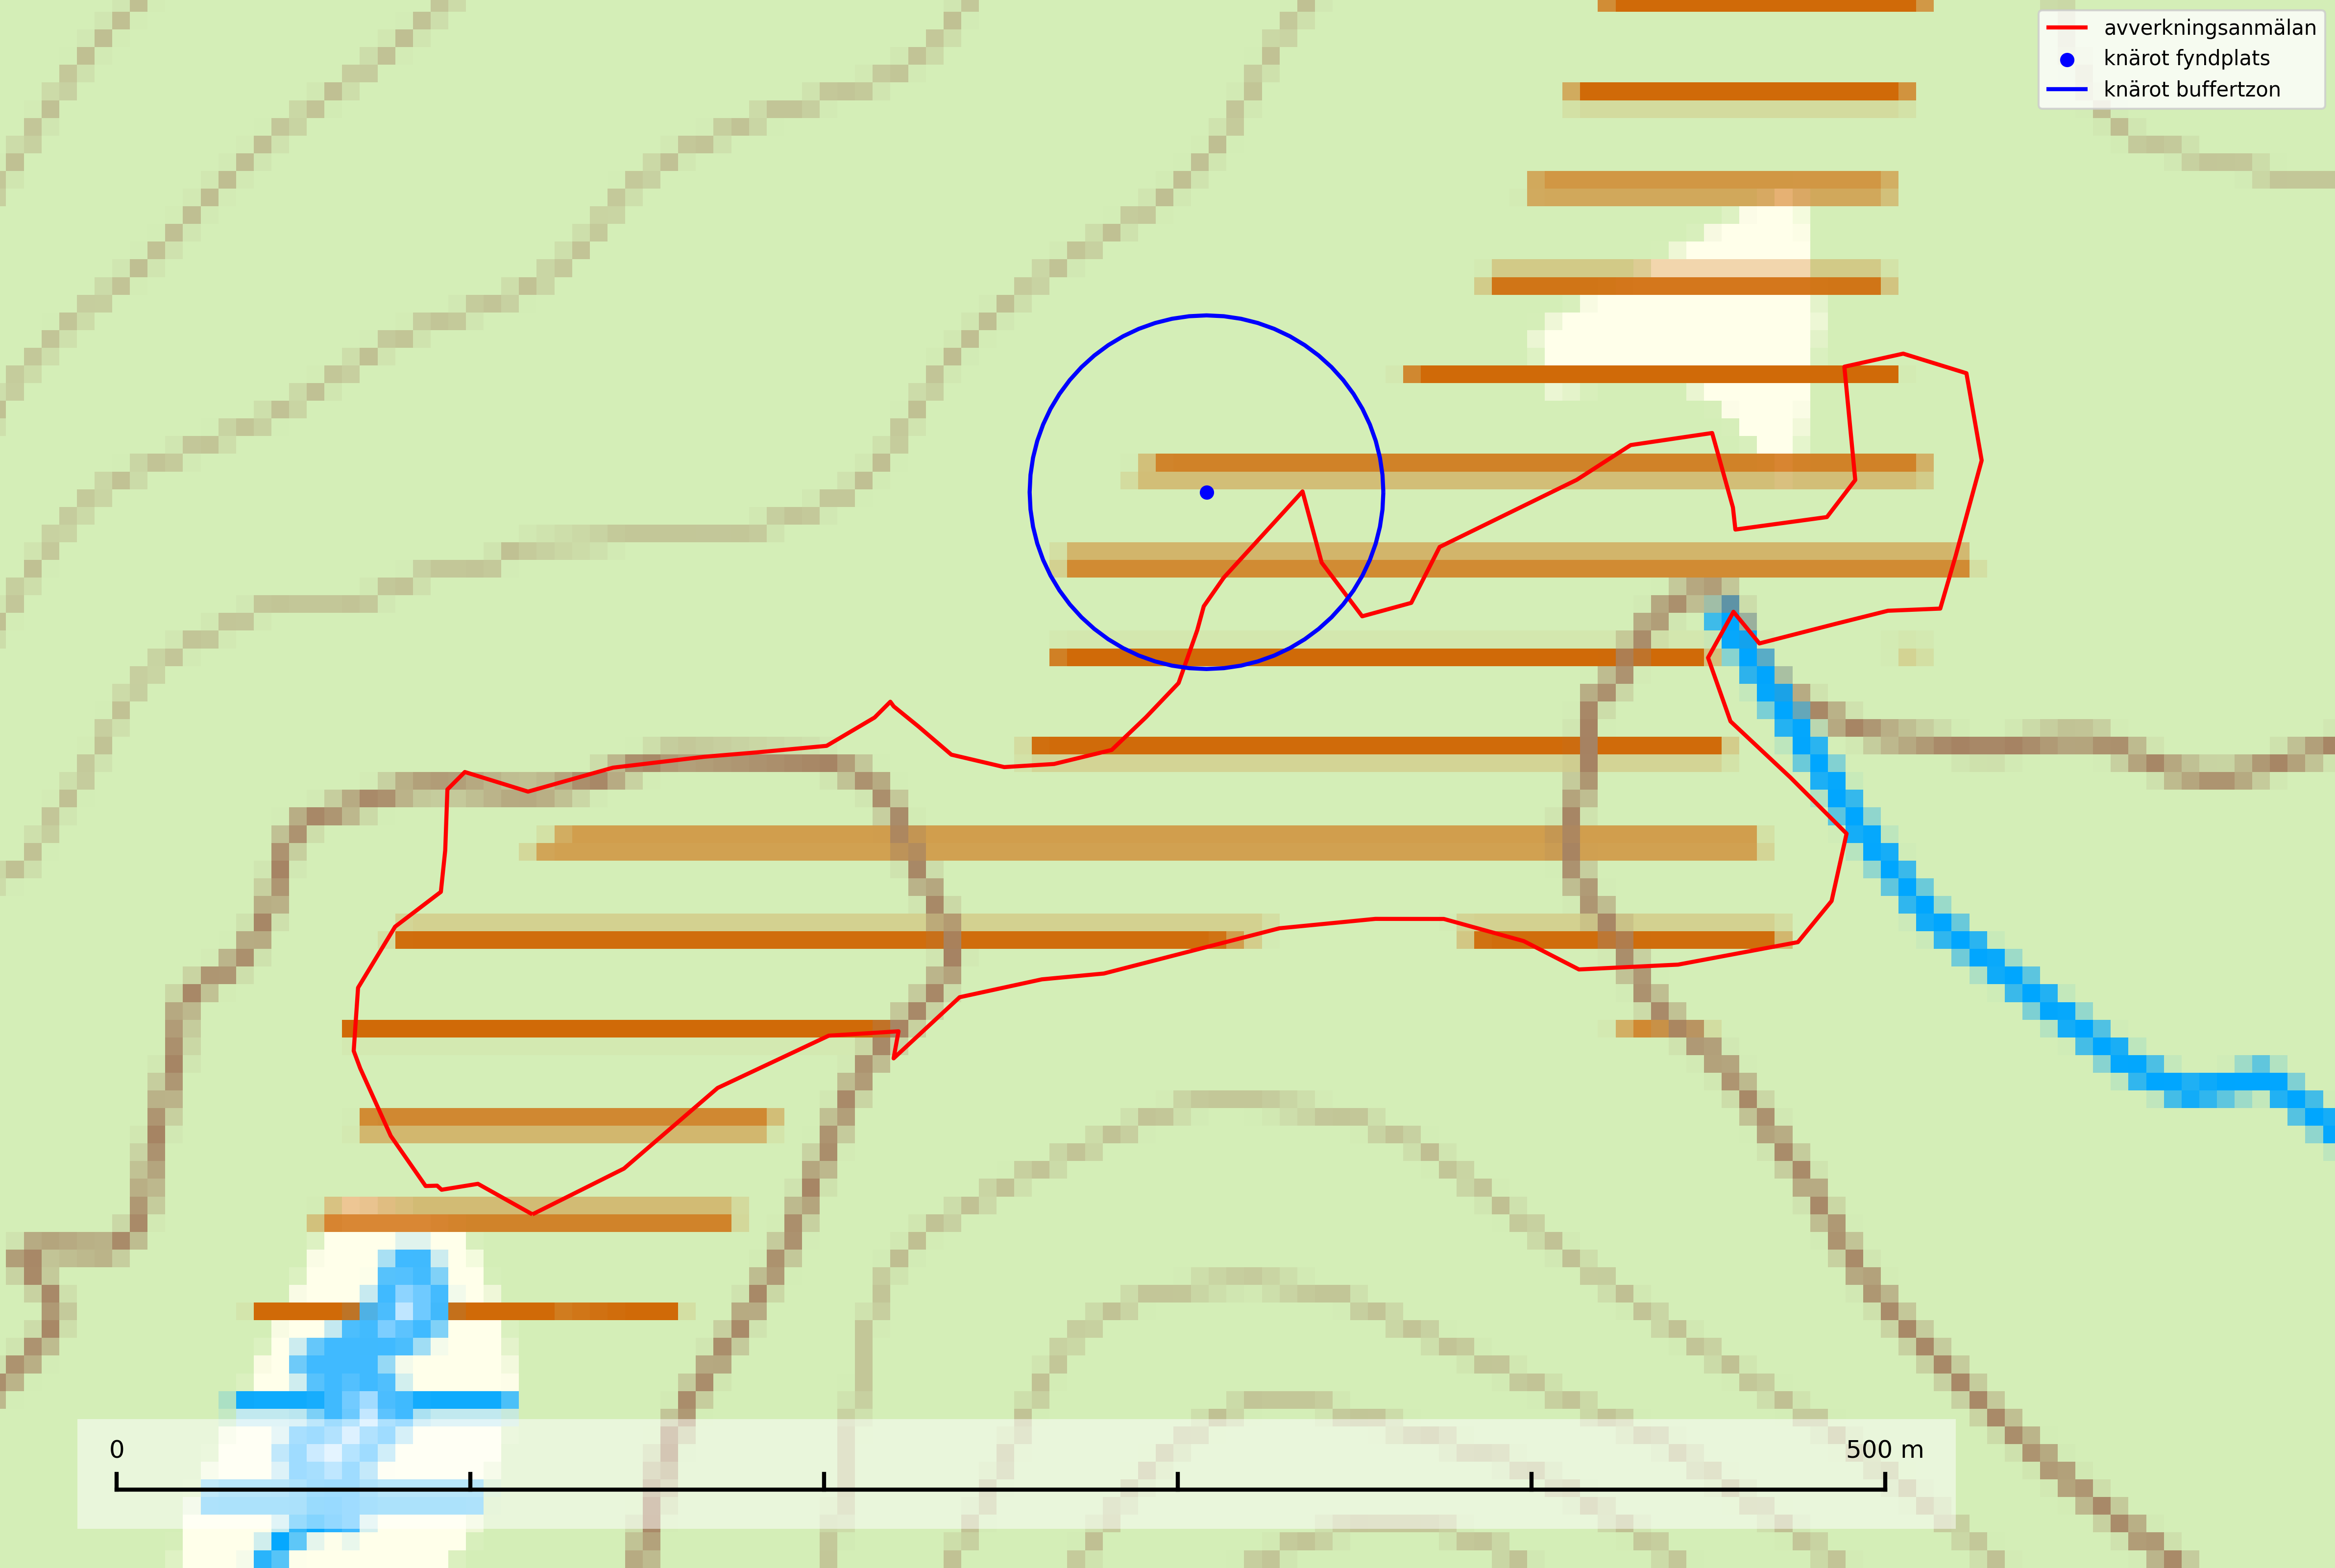 avverkningsanmälan
knärot fyndplats
knärot buffertzon
0
500 m